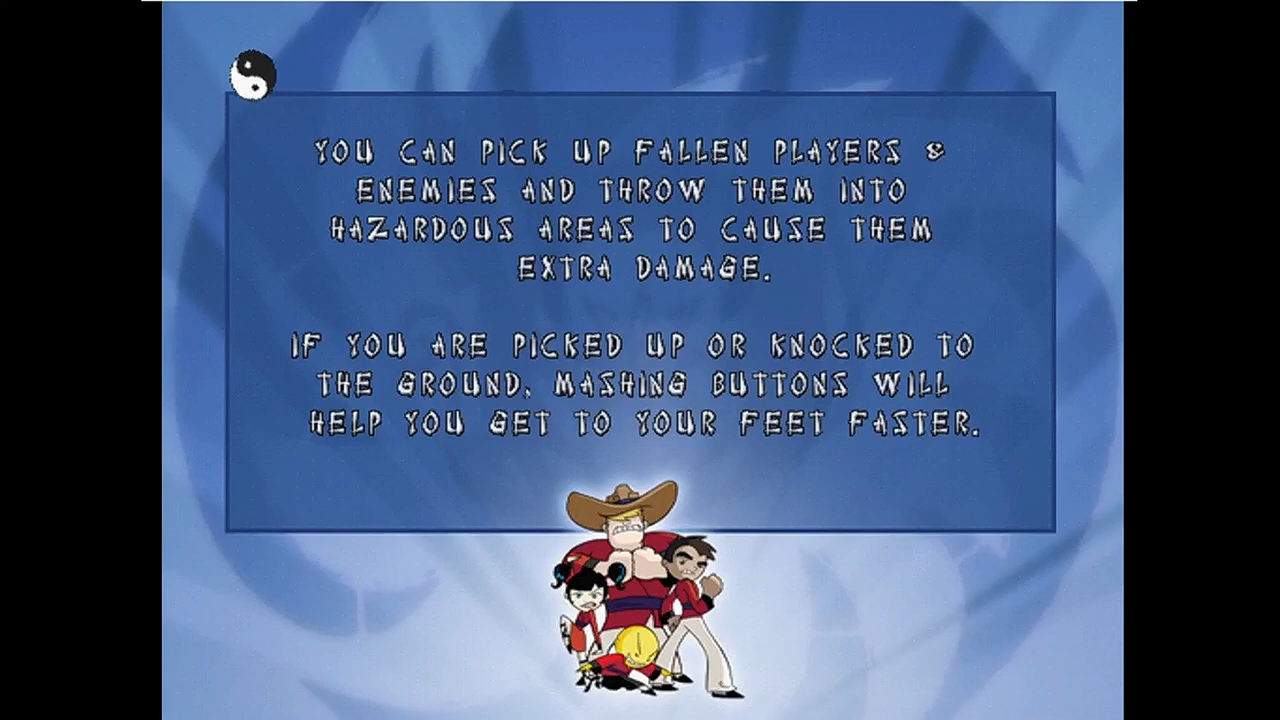 YOU CAN PICK UP FALLEN PLAYERS &
ENEMIES AND THROW THEM INTO
HAZARDOUS AREAS TO CAUSE THEM
EXTRA DAMAGE.
IF YOU ARE PICKED UP OR KNOCKED TO
THE GROUND, MASHING BUTTONS WILL
HELP YOU GET TO YOUR FEET FASTER.